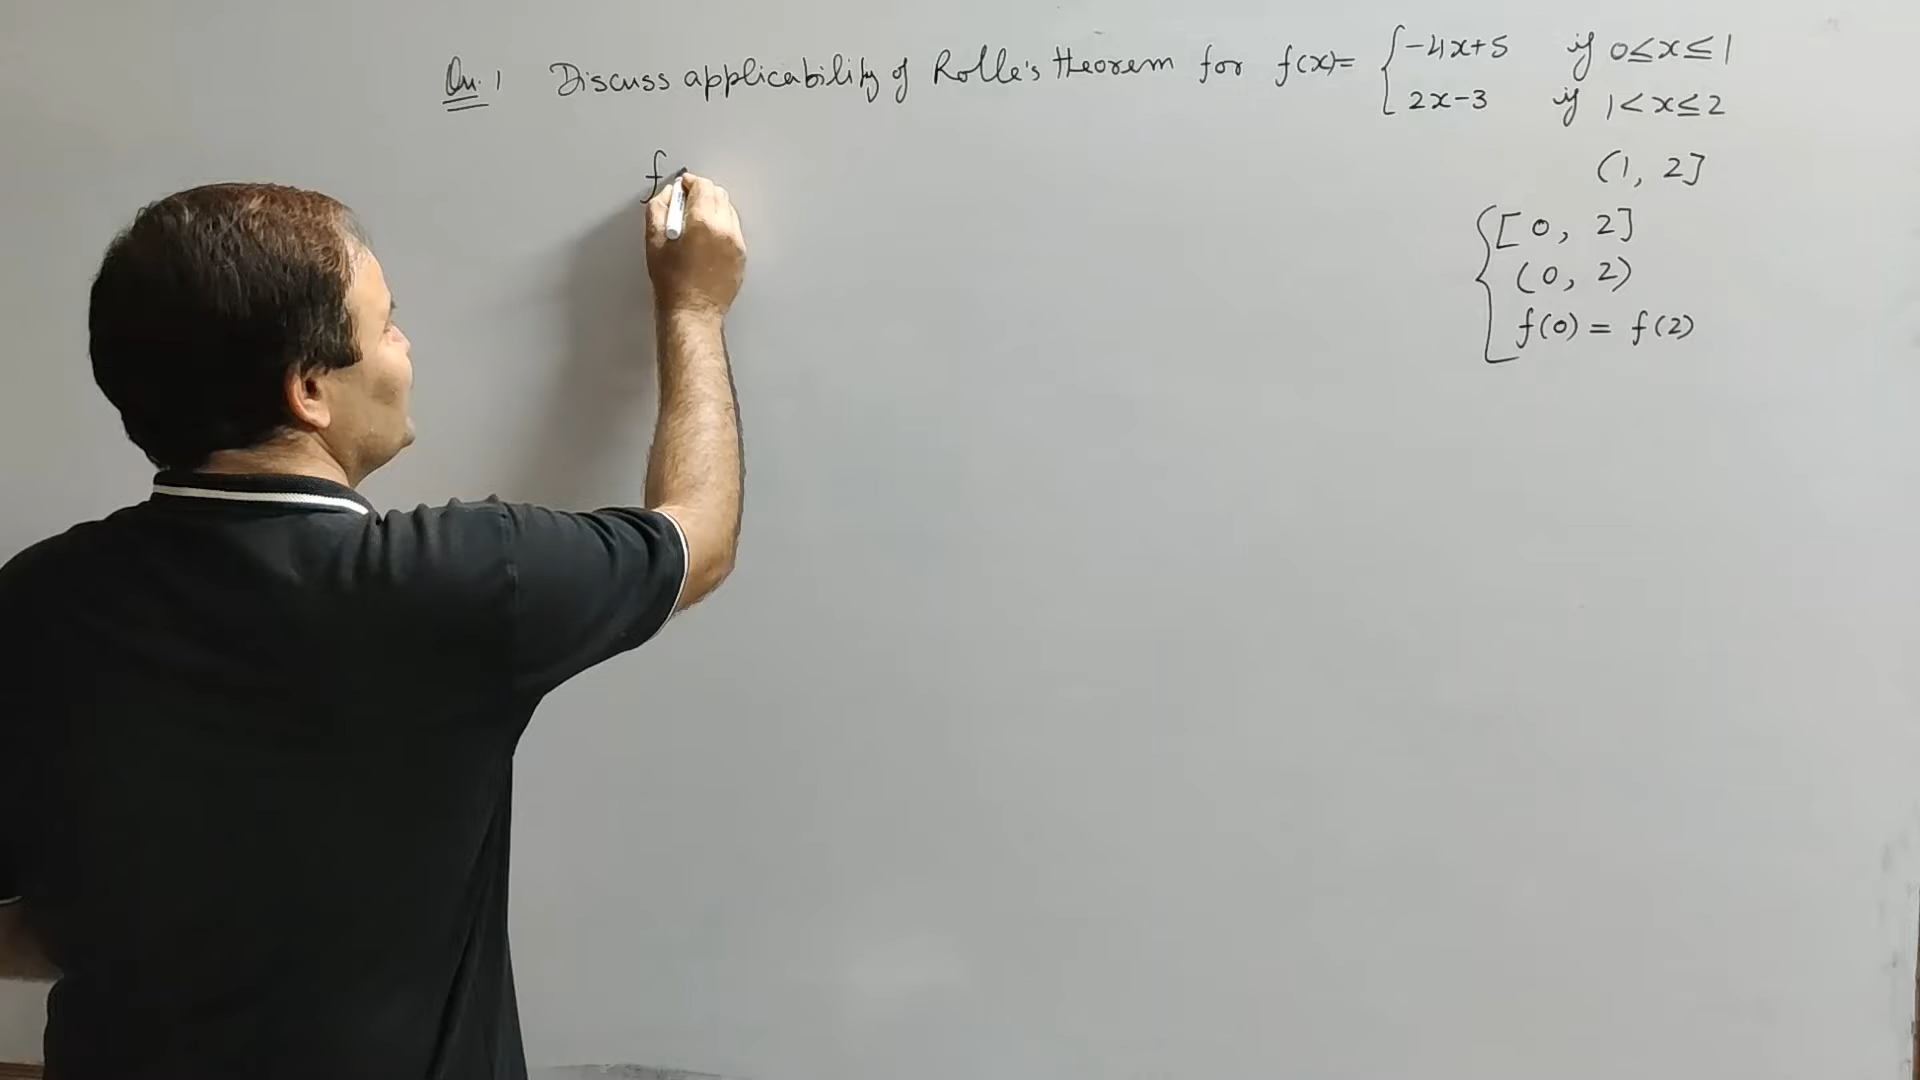 Qn. 1 Discuss applicability of Rolle's theorem for f(x)= { -4x+5 if 0≤x≤1
2x-3 if 1<x≤2
(1, 2]
{ [0, 2]
(0, 2)
f(0) = f(2)
f